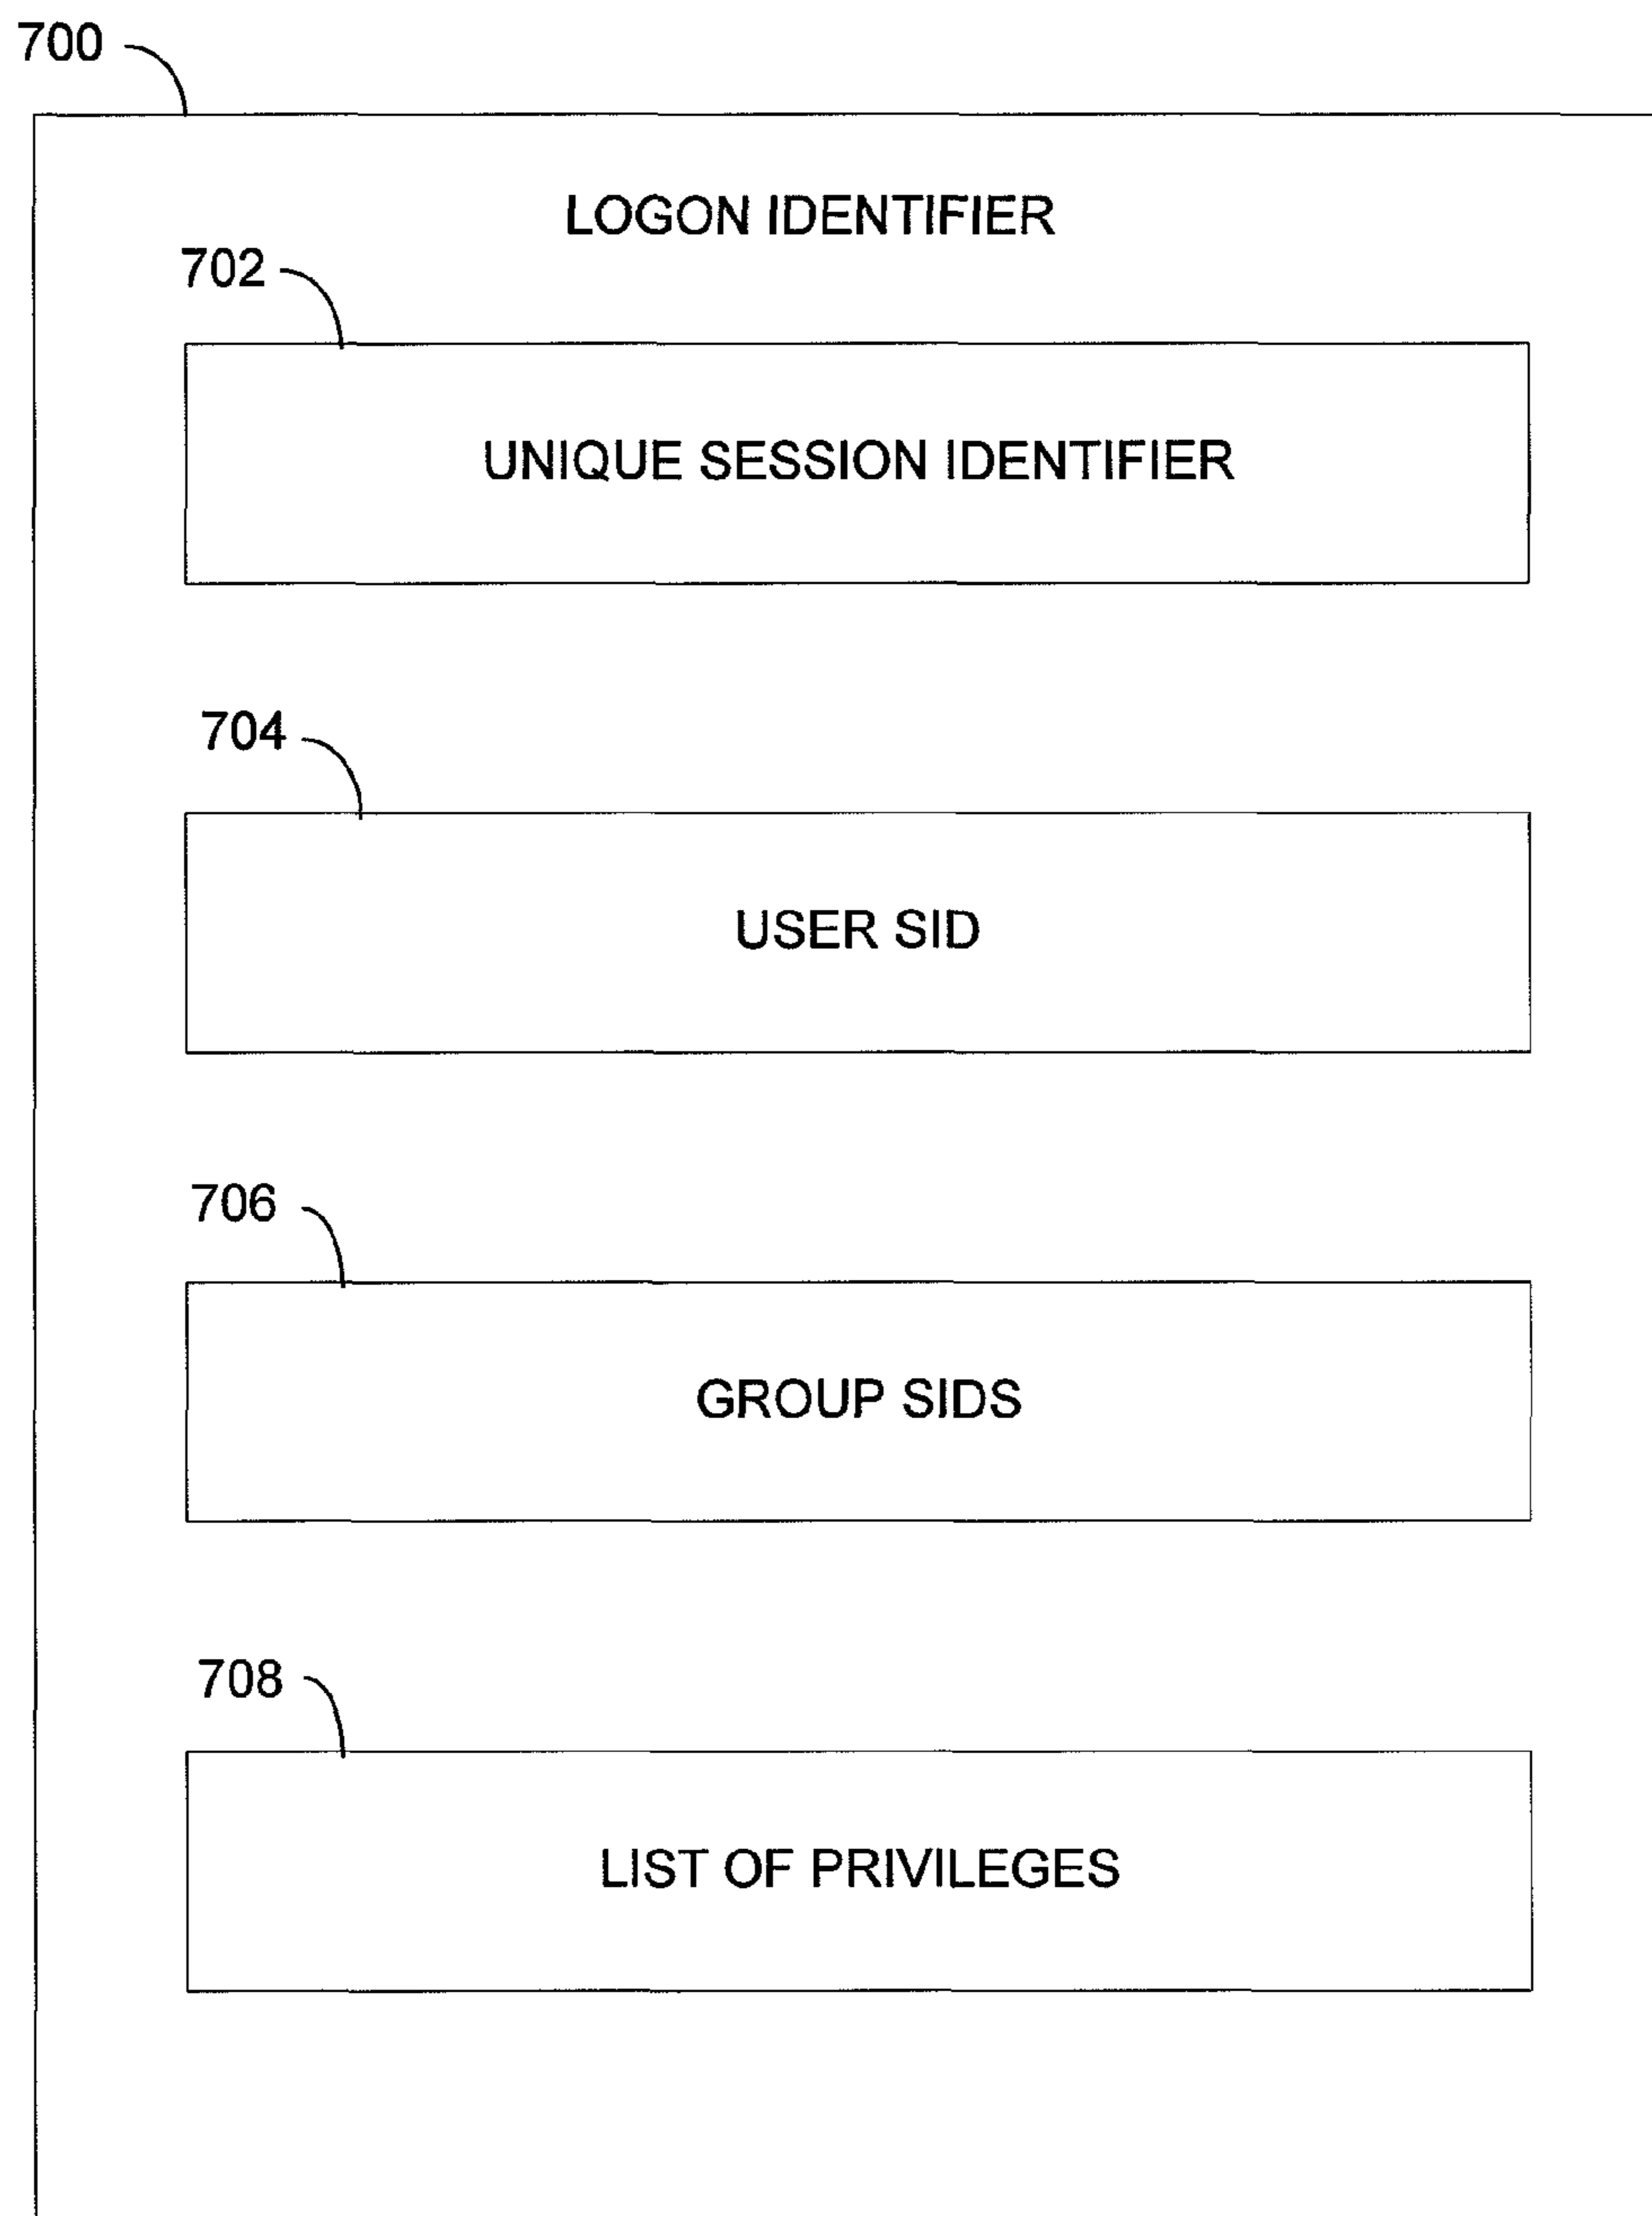 700
LOGON IDENTIFIER
702
UNIQUE SESSION IDENTIFIER
704
USER SID
706
GROUP SIDS
708
LIST OF PRIVILEGES